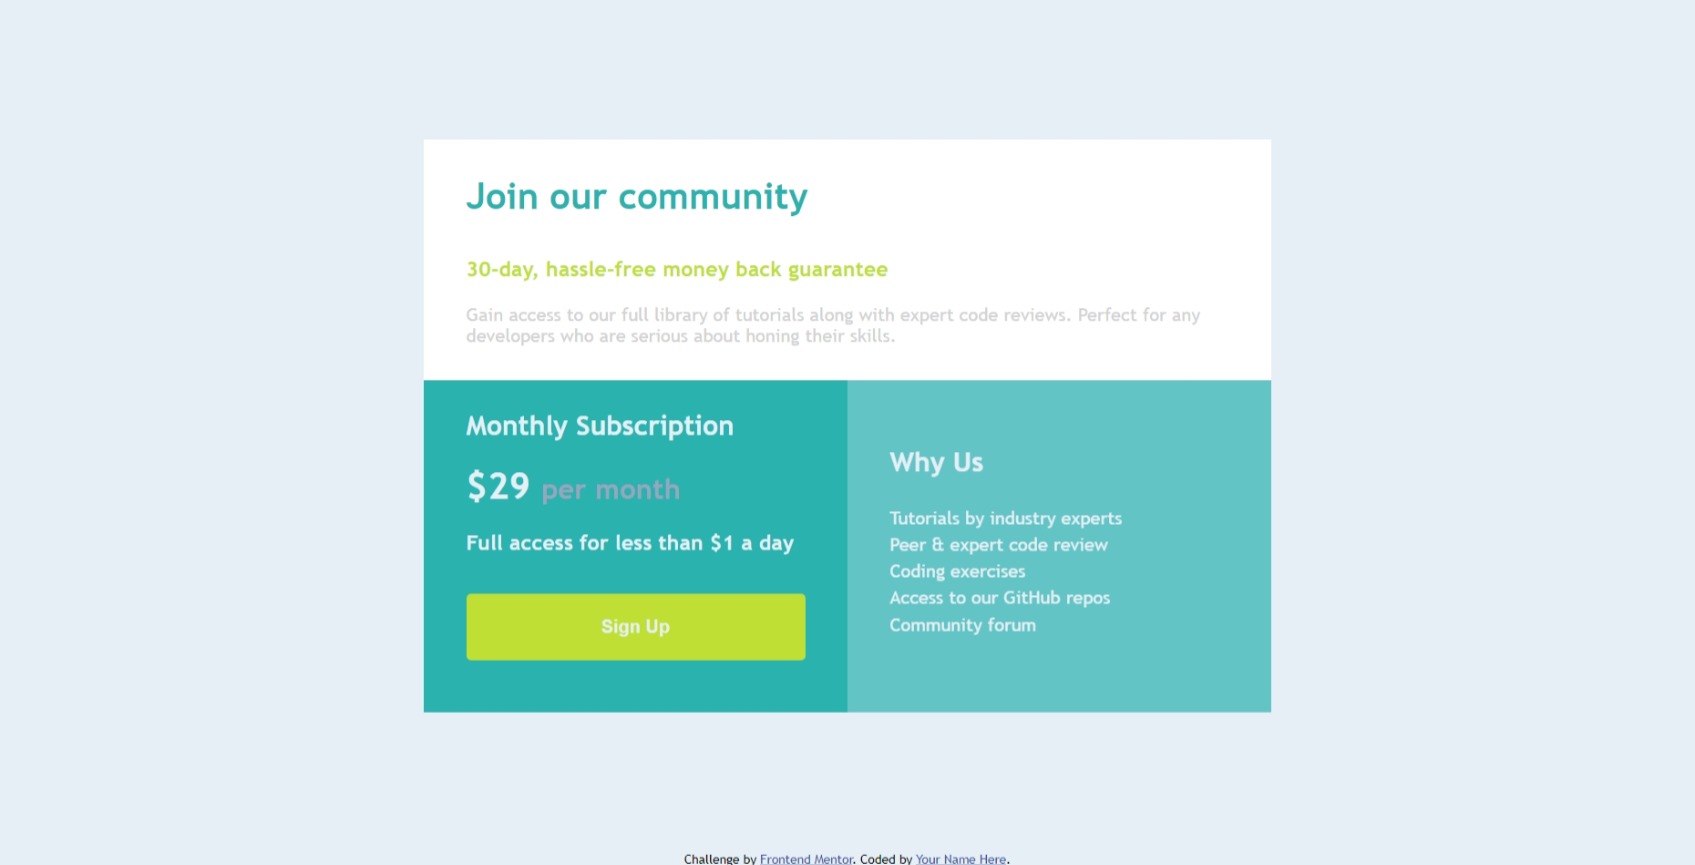 Join our community
30-day, hassle-free money back guarantee
Gain access to our full library of tutorials along with expert code reviews. Perfect for any
developers who are serious about honing their skills.
Monthly Subscription
$29 per month
Full access for less than $1 a day
Sign Up
Why Us
Tutorials by industry experts
Peer & expert code review
Coding exercises
Access to our GitHub repos
Community forum
Challenge by Frontend Mentor. Coded by Your Name Here.